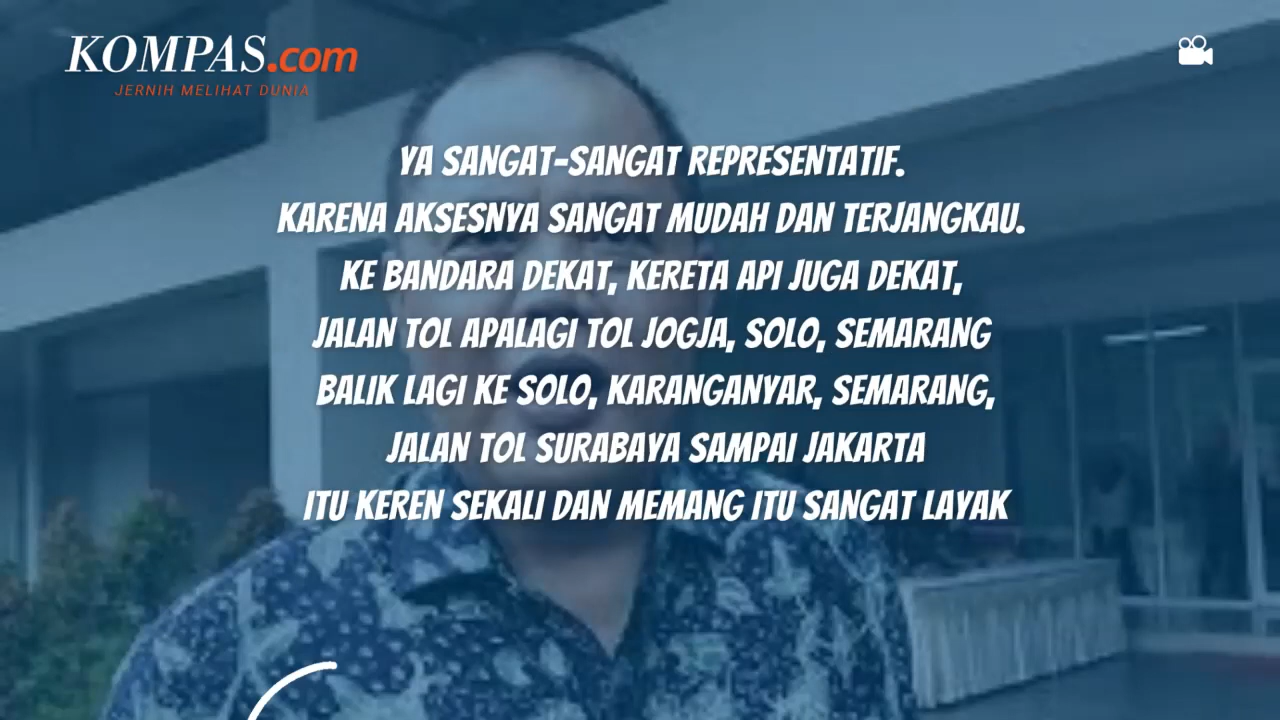 KOMPAS.com
JERNIH MELIHAT DUNIA
YA SANGAT-SANGAT REPRESENTATIF.
KARENA AKSESNYA SANGAT MUDAH DAN TERJANGKAU.
KE BANDARA DEKAT, KERETA API JUGA DEKAT,
JALAN TOL APALAGI TOL JOGJA, SOLO, SEMARANG
BALIK LAGI KE SOLO, KARANGANYAR, SEMARANG,
JALAN TOL SURABAYA SAMPAI JAKARTA
ITU KEREN SEKALI DAN MEMANG ITU SANGAT LAYAK